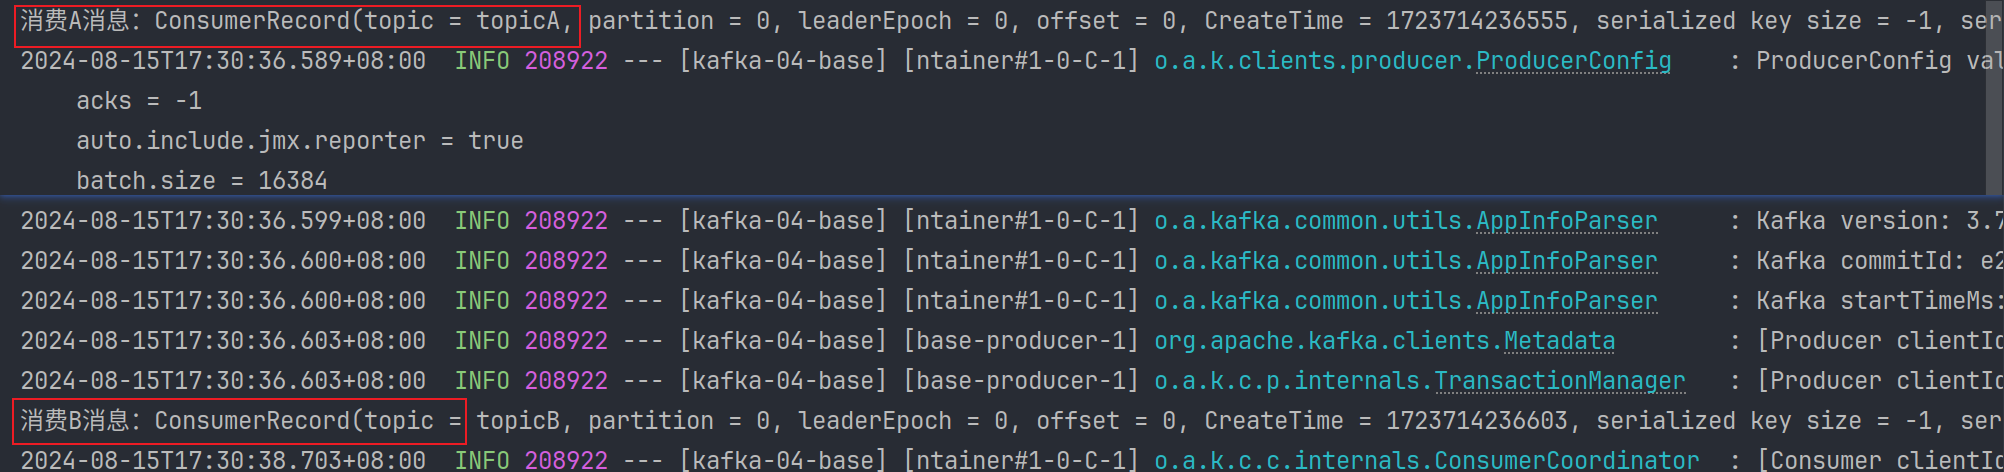 消费A消息：ConsumerRecord(topic = topicA, partition = 0, leaderEpoch = 0, offset = 0, CreateTime = 1723714236555, serialized key size = -1, ser
2024-08-15T17:30:36.589+08:00  INFO 208922 --- [kafka-04-base] [ntainer#1-0-C-1] o.a.k.clients.producer.ProducerConfig    : ProducerConfig val
    acks = -1
    auto.include.jmx.reporter = true
    batch.size = 16384
2024-08-15T17:30:36.599+08:00  INFO 208922 --- [kafka-04-base] [ntainer#1-0-C-1] o.a.kafka.common.utils.AppInfoParser     : Kafka version: 3.7
2024-08-15T17:30:36.600+08:00  INFO 208922 --- [kafka-04-base] [ntainer#1-0-C-1] o.a.kafka.common.utils.AppInfoParser     : Kafka commitId: e2
2024-08-15T17:30:36.600+08:00  INFO 208922 --- [kafka-04-base] [ntainer#1-0-C-1] o.a.kafka.common.utils.AppInfoParser     : Kafka startTimeMs:
2024-08-15T17:30:36.603+08:00  INFO 208922 --- [kafka-04-base] [base-producer-1] org.apache.kafka.clients.Metadata        : [Producer clientId
2024-08-15T17:30:36.603+08:00  INFO 208922 --- [kafka-04-base] [base-producer-1] o.a.k.c.p.internals.TransactionManager   : [Producer clientId
消费B消息：ConsumerRecord(topic = topicB, partition = 0, leaderEpoch = 0, offset = 0, CreateTime = 1723714236603, serialized key size = -1, ser
2024-08-15T17:30:38.703+08:00  INFO 208922 --- [kafka-04-base] [ntainer#1-0-C-1] o.a.k.c.c.internals.ConsumerCoordinator  : [Consumer clientId